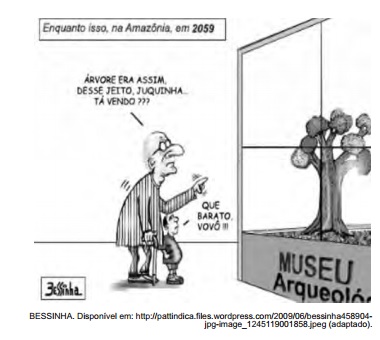 Enquanto isso, na Amazônia, em 2059
ÁRVORE ERA ASSIM,
DESSE JEITO, JUQUINHA..
TÁ VENDO ???
QUE
BARATO,
VOVÔ !!!
MUSEU
Arqueoló
Bessinha
BESSINHA. Disponível em: http://pattindica.files.wordpress.com/2009/06/bessinha458904-
jpg-image_1245119001858.jpeg (adaptado).